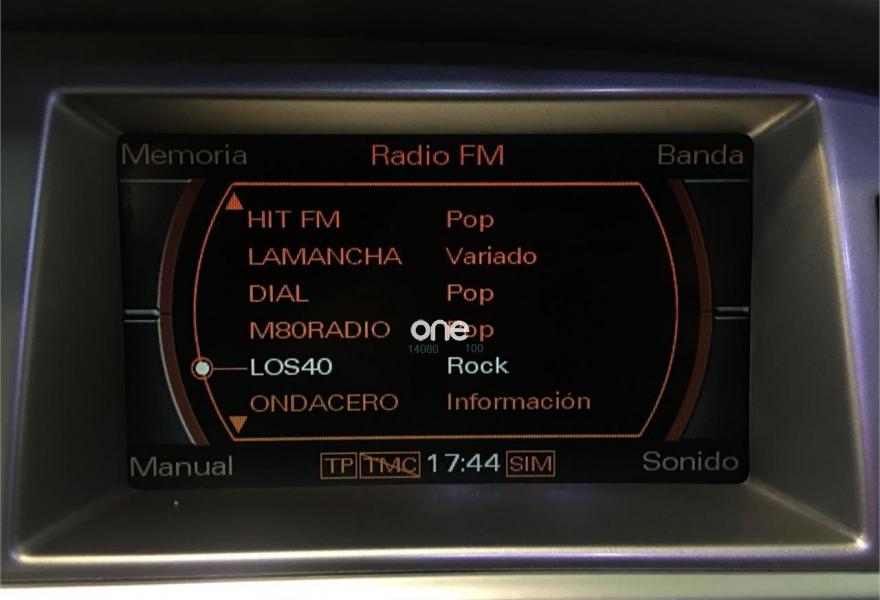 Memoria Radio FM Banda
HIT FM Pop
LAMANCHA Variado
DIAL Pop
M80RADIO Pop
one
14080 100
LOS40 Rock
ONDACERO Información
Manual TP TMC 17:44 SIM Sonido